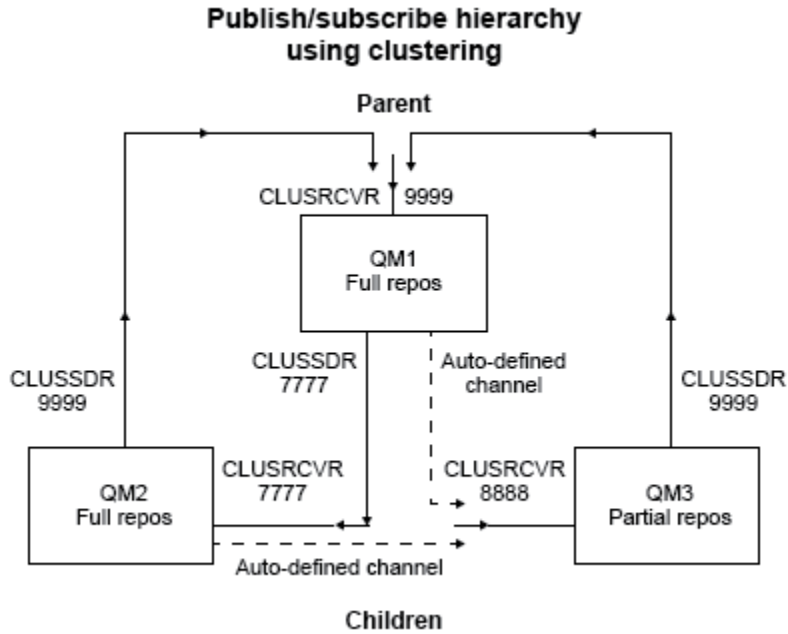 Publish/subscribe hierarchy
using clustering
Parent
CLUSRCVR 9999
QM1
Full repos
CLUSSDR
7777
Auto-defined
channel
CLUSSDR
9999
CLUSSDR
9999
CLUSRCVR
7777
CLUSRCVR
8888
QM2
Full repos
QM3
Partial repos
Auto-defined channel
Children